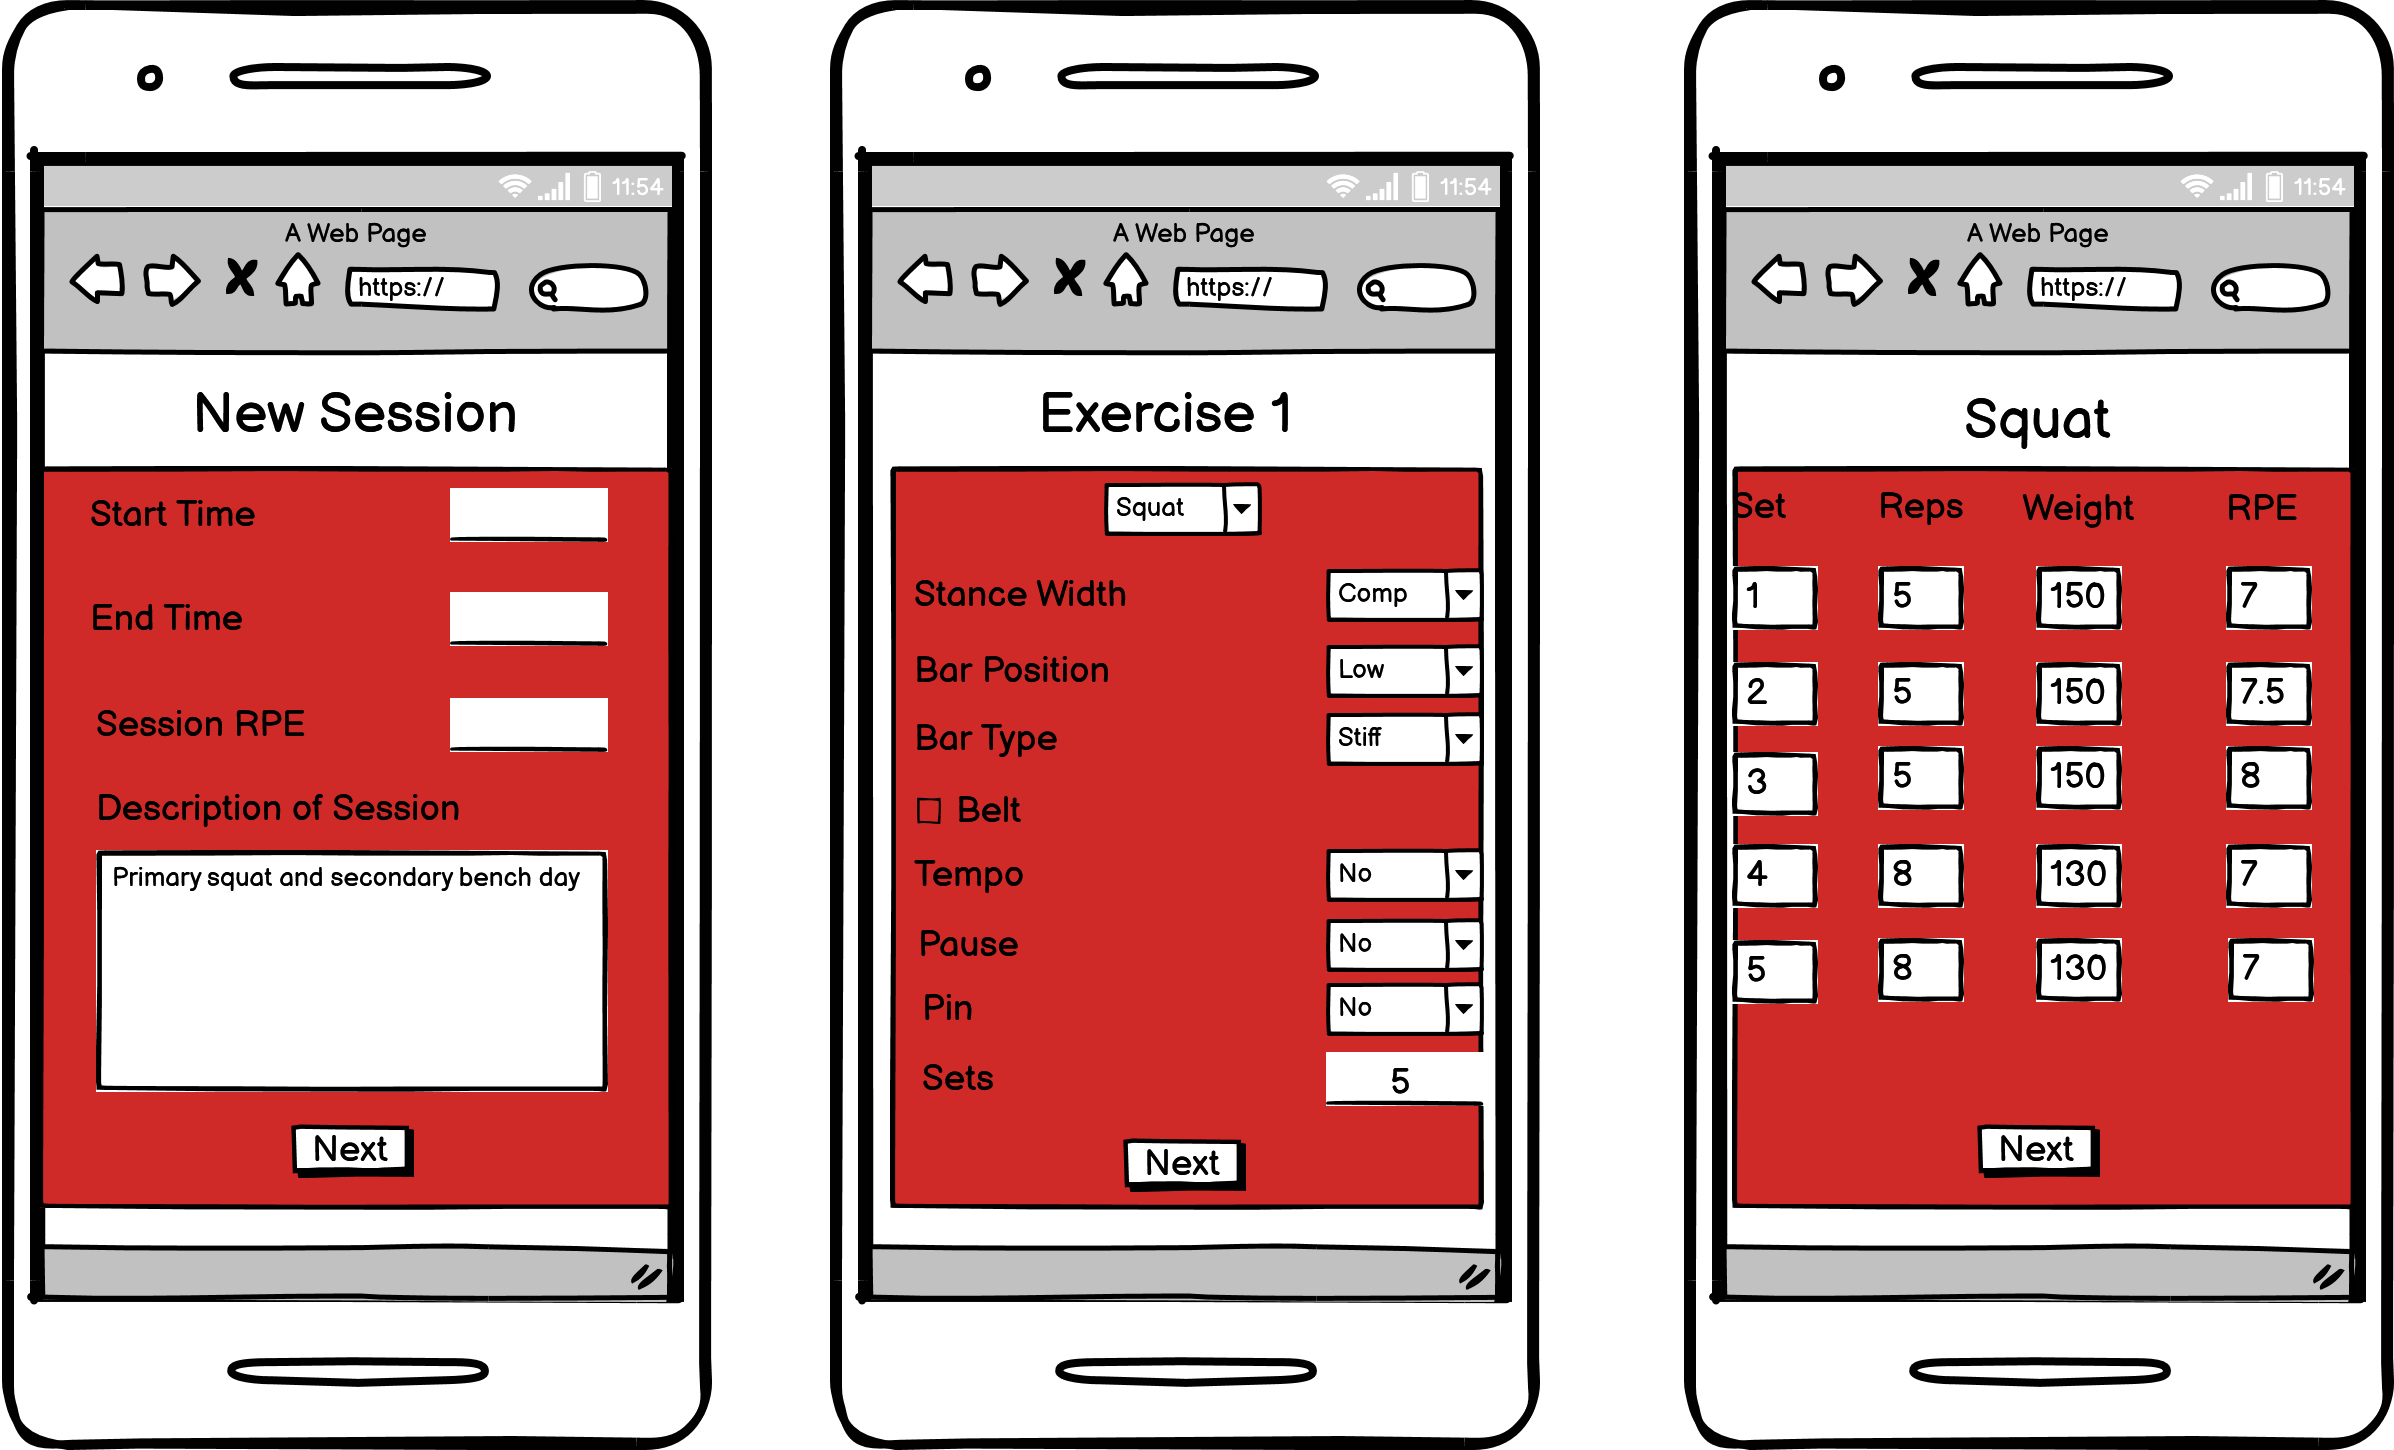 11:54
A Web Page
https://
New Session
Start Time
End Time
Session RPE
Description of Session
Primary squat and secondary bench day
Next
11:54
A Web Page
https://
Exercise 1
Squat
Stance Width Comp
Bar Position Low
Bar Type Stiff
Belt
Tempo No
Pause No
Pin No
Sets 5
Next
11:54
A Web Page
https://
Squat
Set Reps Weight RPE
1 5 150 7
2 5 150 7.5
3 5 150 8
4 8 130 7
5 8 130 7
Next